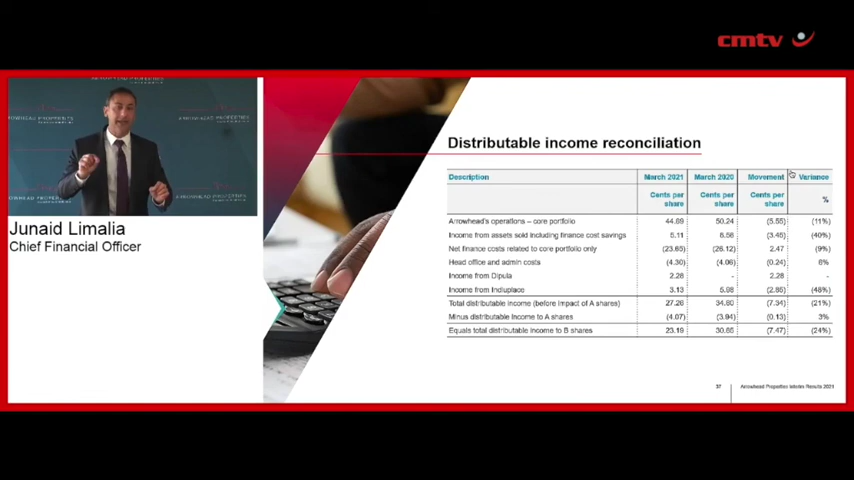 cmtv
ARROWHEAD PROPERTIES
Junaid Limalia
Chief Financial Officer
Distributable income reconciliation
Description March 2021 March 2020 Movement Variance
Cents per share Cents per share Cents per share %
Arrowhead's operations – core portfolio 44.69 50.24 (5.55) (11%)
Income from assets sold including finance cost savings 5.11 8.56 (3.45) (40%)
Net finance costs related to core portfolio only (23.65) (26.12) 2.47 (9%)
Head office and admin costs (4.30) (4.06) (0.24) 6%
Income from Dipula 2.28 - 2.28 -
Income from Indluplace 3.13 5.98 (2.85) (48%)
Total distributable income (before impact of A shares) 27.26 34.60 (7.34) (21%)
Minus distributable income to A shares (4.07) (3.94) (0.13) 3%
Equals total distributable income to B shares 23.19 30.66 (7.47) (24%)
37 Arrowhead Properties Interim Results 2021